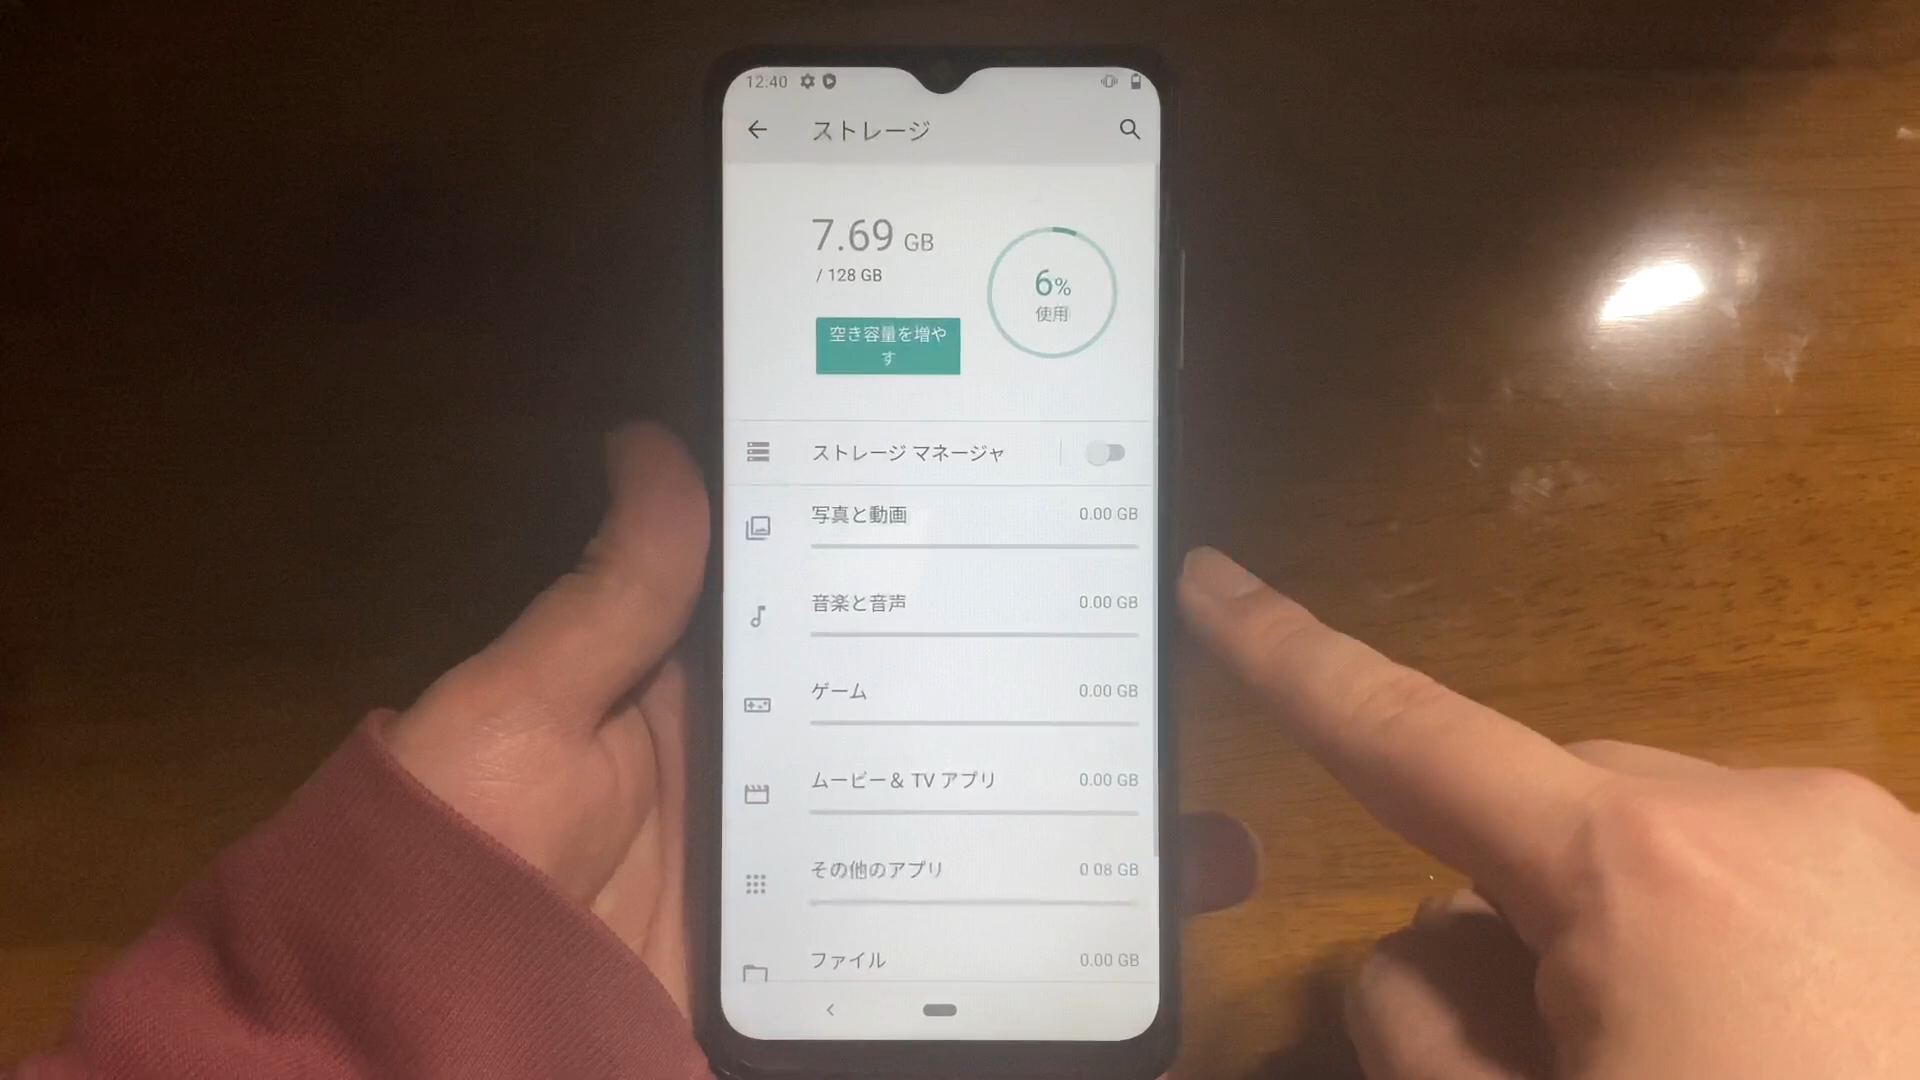 12:40
ストレージ
7.69 GB
/ 128 GB
6%
使用
空き容量を増や
す
ストレージ マネージャ
写真と動画 0.00 GB
音楽と音声 0.00 GB
ゲーム 0.00 GB
ムービー& TV アプリ 0.00 GB
その他のアプリ 0.08 GB
ファイル 0.00 GB